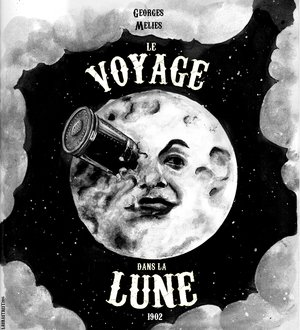 GEORGES
MELIES
LE
VOYAGE
DANS LA
LUNE
1902